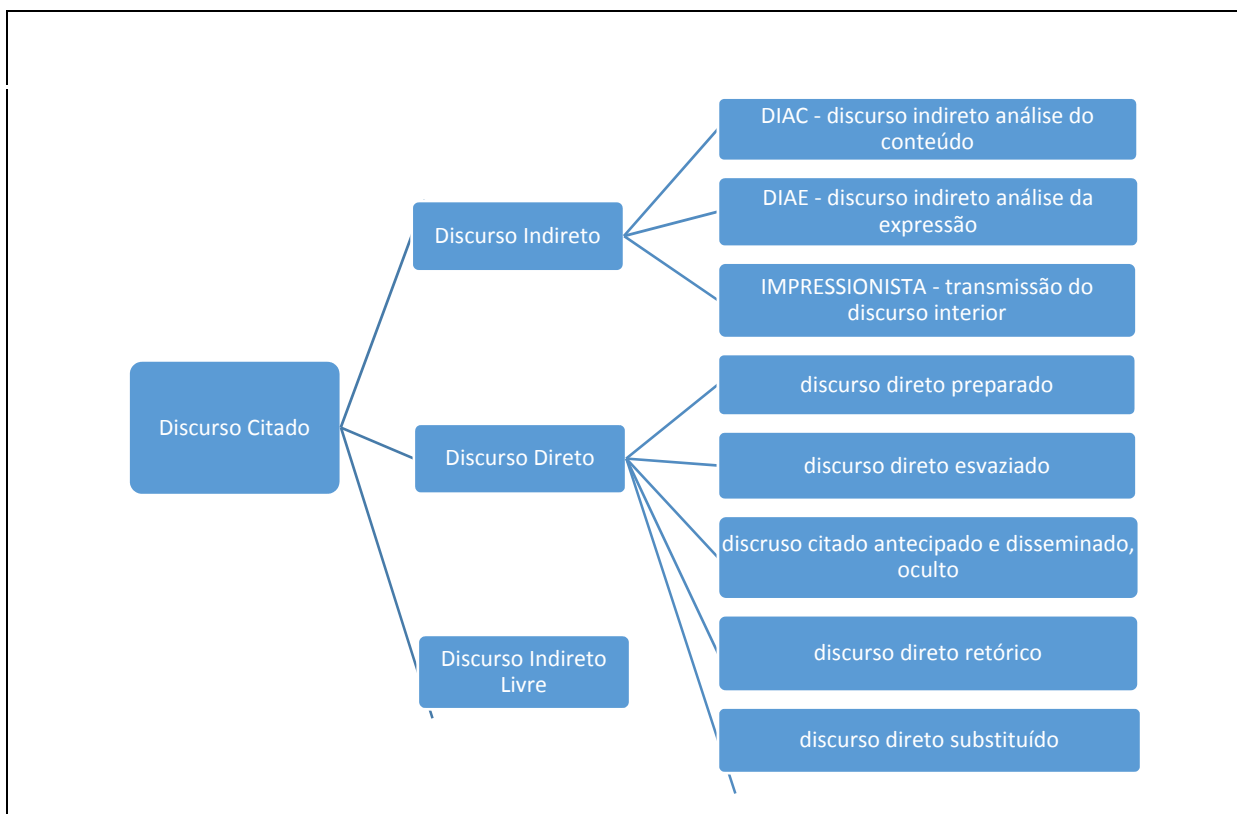 Discurso Citado
Discurso Indireto
DIAC - discurso indireto análise do
conteúdo
DIAE - discurso indireto análise da
expressão
IMPRESSIONISTA - transmissão do
discurso interior
Discurso Direto
discurso direto preparado
discurso direto esvaziado
discruso citado antecipado e disseminado,
oculto
discurso direto retórico
discurso direto substituído
Discurso Indireto
Livre